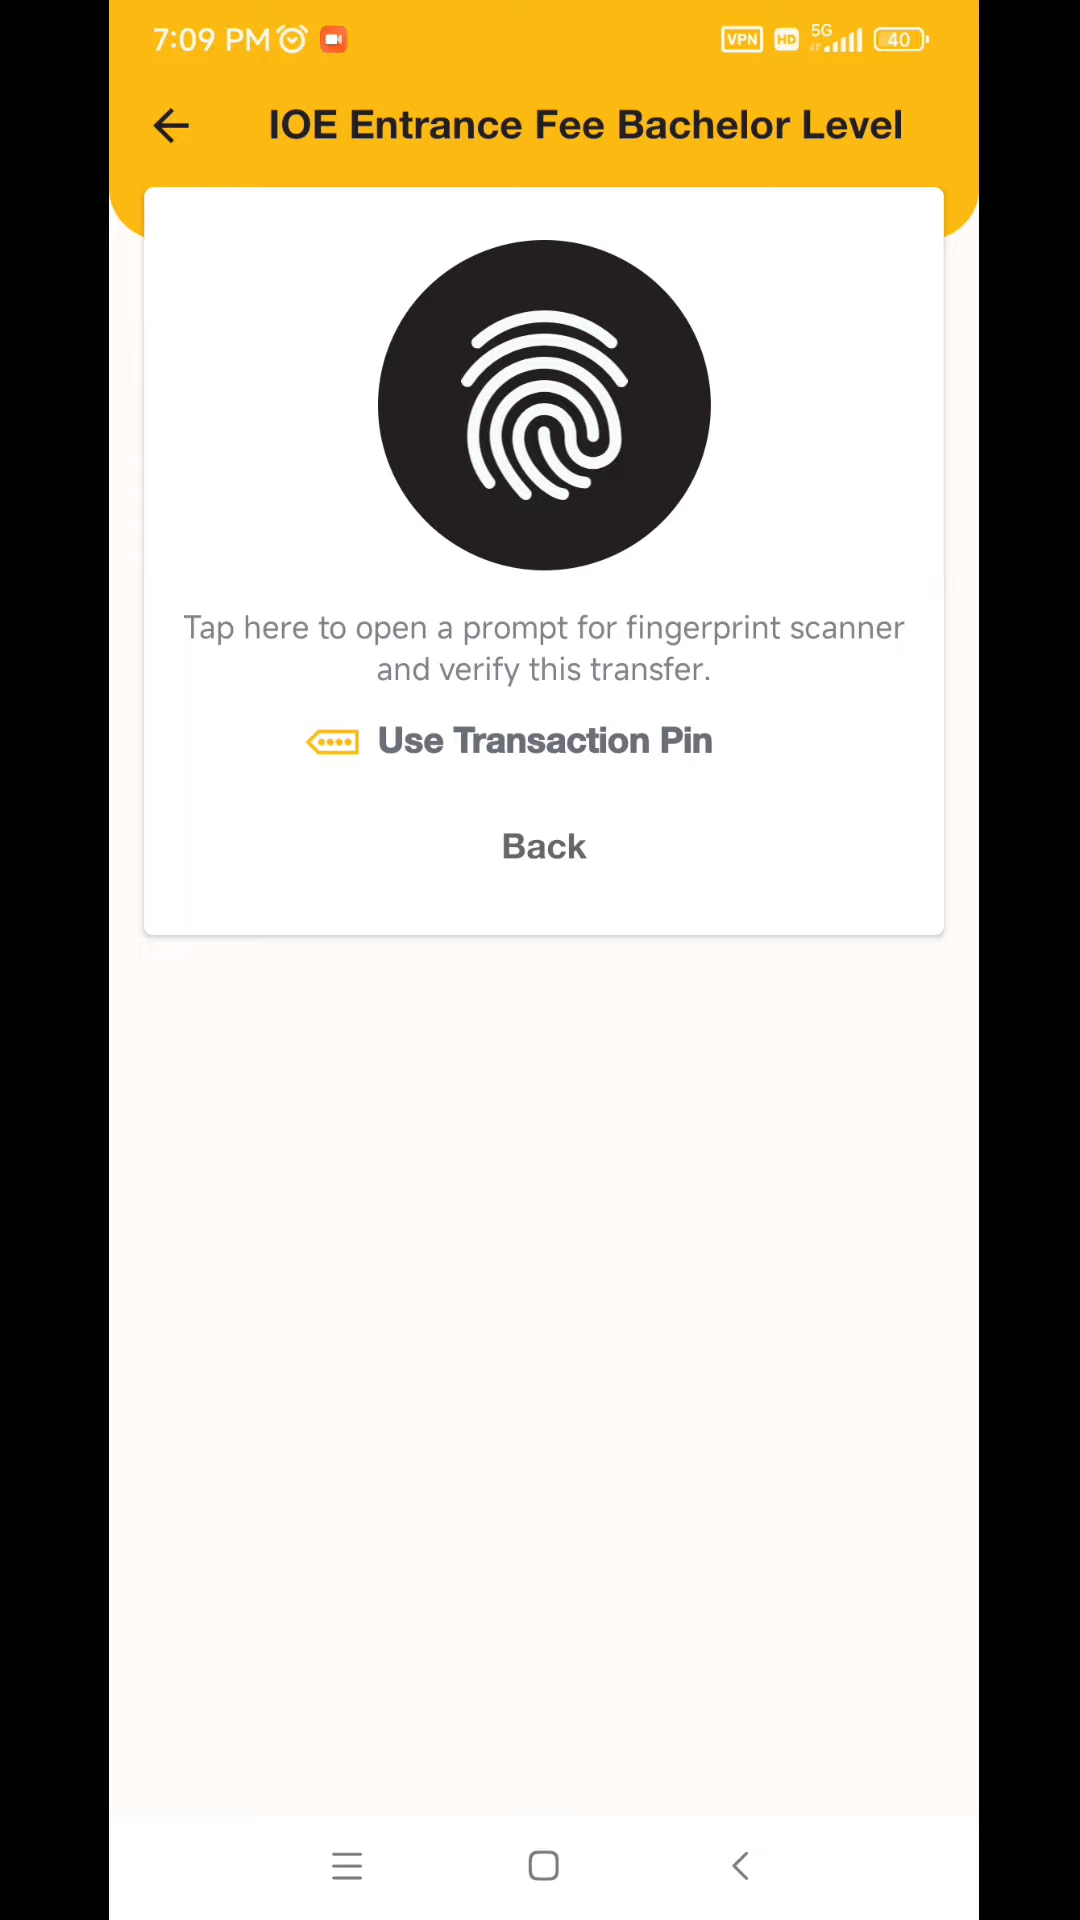 7:09 PM
VPN HD 5G 40
IOE Entrance Fee Bachelor Level
Tap here to open a prompt for fingerprint scanner
and verify this transfer.
Use Transaction Pin
Back